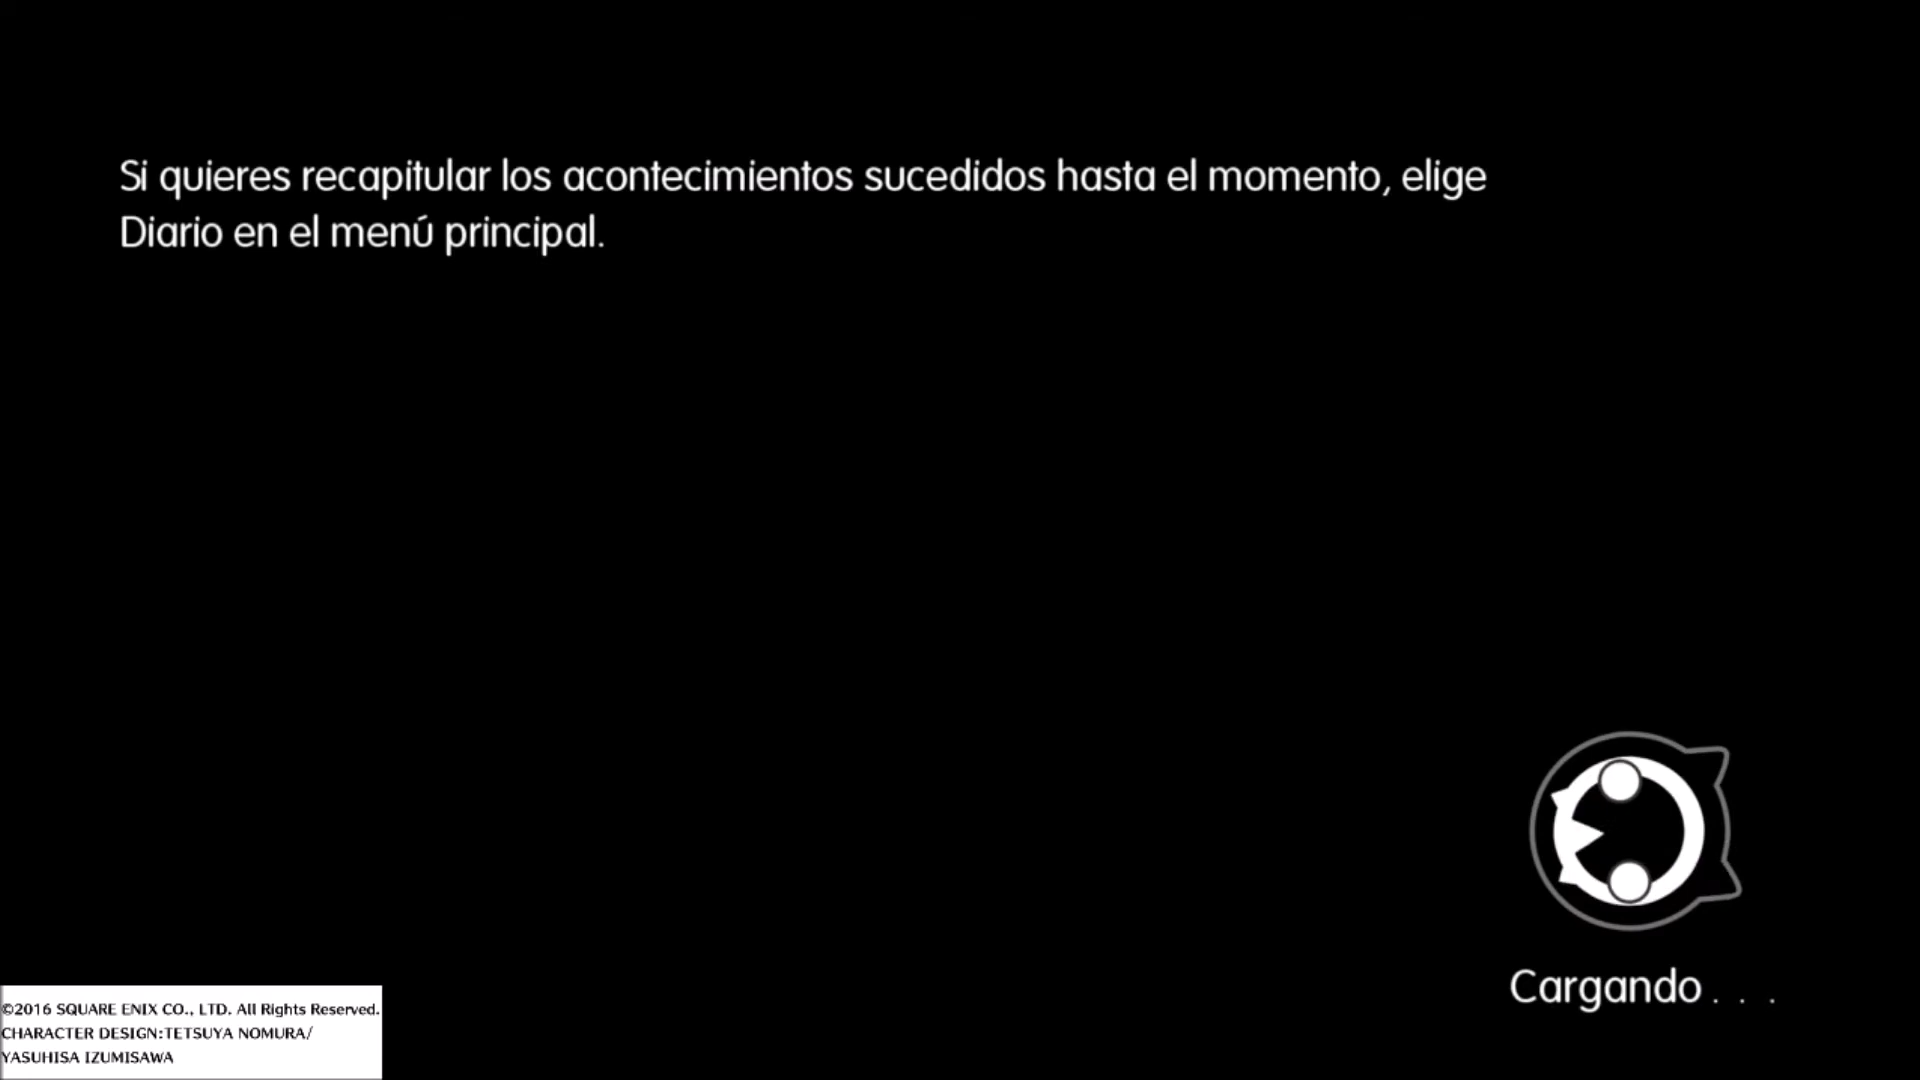 Si quieres recapitular los acontecimientos sucedidos hasta el momento, elige
Diario en el menú principal.
Cargando . . .
©2016 SQUARE ENIX CO., LTD. All Rights Reserved.
CHARACTER DESIGN:TETSUYA NOMURA/
YASUHISA IZUMISAWA